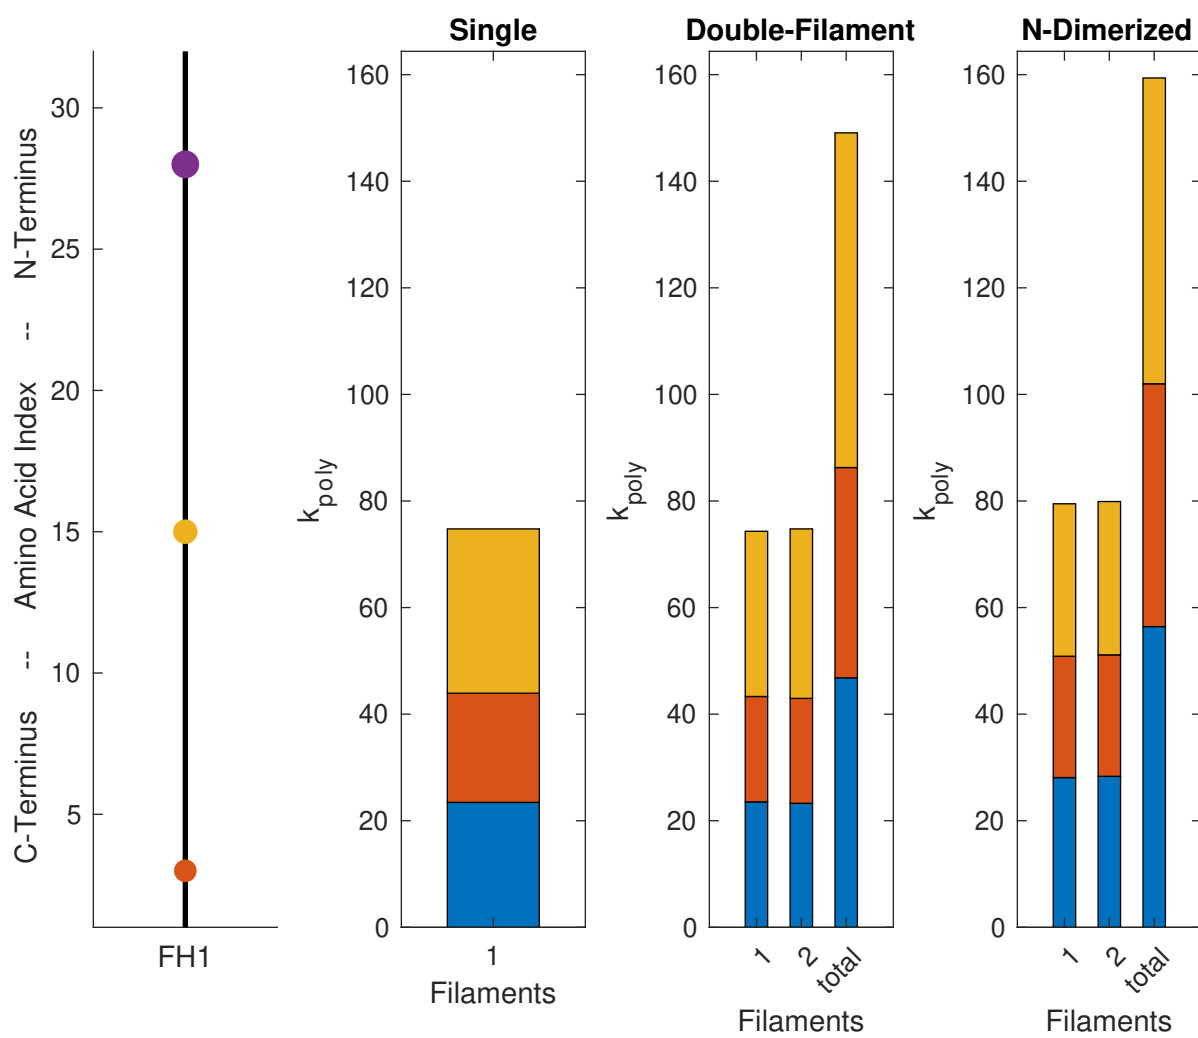 C-Terminus -- Amino Acid Index -- N-Terminus
30
25
20
15
10
5
FH1
Single
k_poly
160
140
120
100
80
60
40
20
0
1
Filaments
Double-Filament
k_poly
160
140
120
100
80
60
40
20
0
1 2 total
Filaments
N-Dimerized
k_poly
160
140
120
100
80
60
40
20
0
1 2 total
Filaments